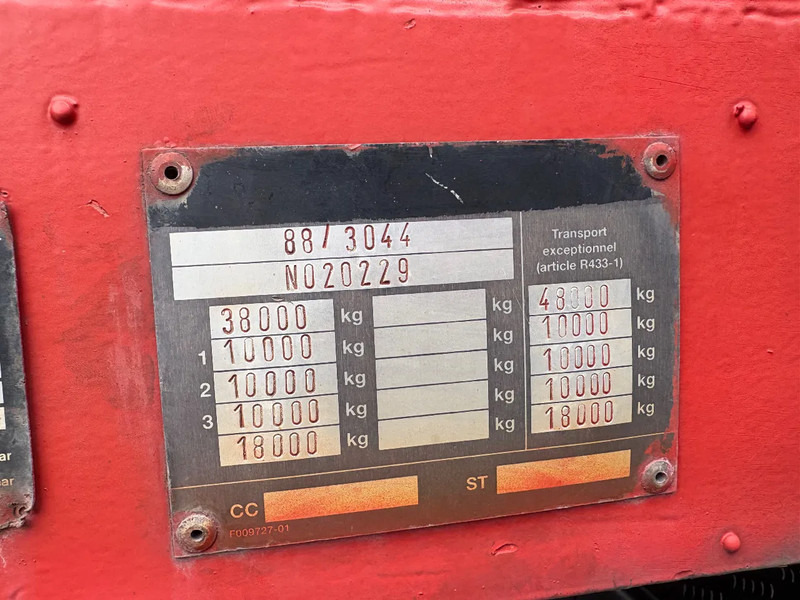 88/3044
N020229
Transport
exceptionnel
(article R433-1)
38000 kg kg 48000 kg
1 10000 kg kg 10000 kg
2 10000 kg kg 10000 kg
3 10000 kg kg 10000 kg
18000 kg kg 18000 kg
CC ST
F009727-01
ar
ar